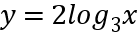 y = 2log₃x